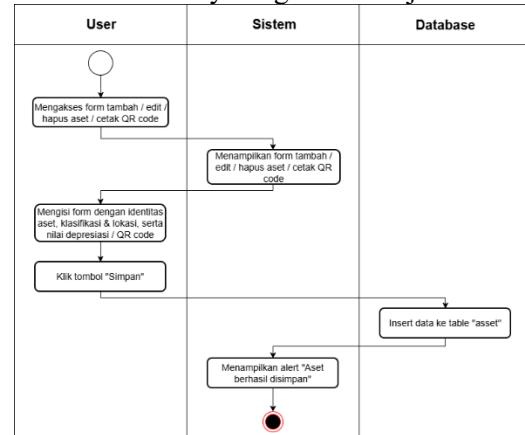 User
Sistem
Database
Mengakses form tambah / edit /
hapus aset / cetak QR code
Menampilkan form tambah /
edit / hapus aset / cetak QR
code
Mengisi form dengan identitas
aset, klasifikasi & lokasi, serta
nilai depresiasi / QR code
Klik tombol "Simpan"
Insert data ke table "asset"
Menampilkan alert "Aset
berhasil disimpan"